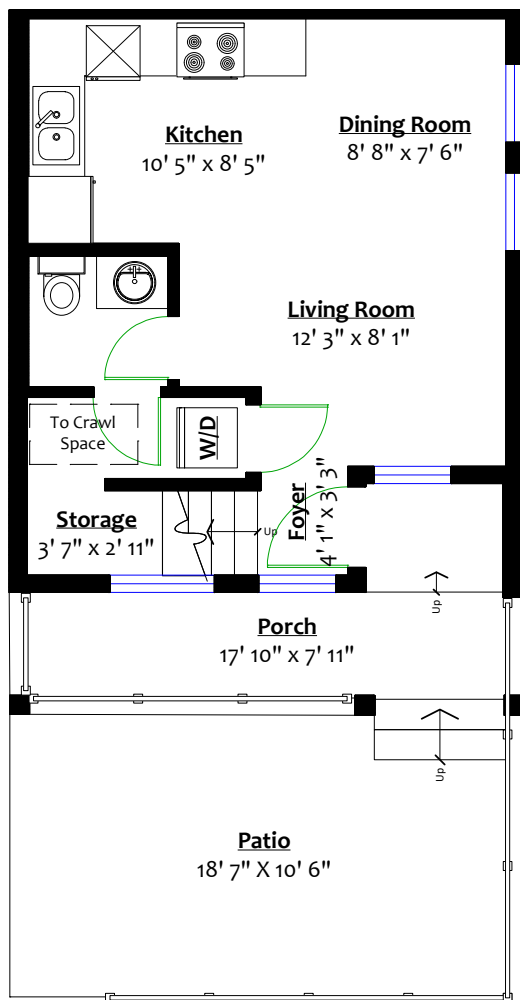 Kitchen
10' 5" x 8' 5"
Dining Room
8' 8" x 7' 6"
Living Room
12' 3" x 8' 1"
To Crawl
Space
W/D
Storage
3' 7" x 2' 11"
Up
Foyer
4' 1" x 3' 3"
Up
Porch
17' 10" x 7' 11"
Up
Patio
18' 7" X 10' 6"